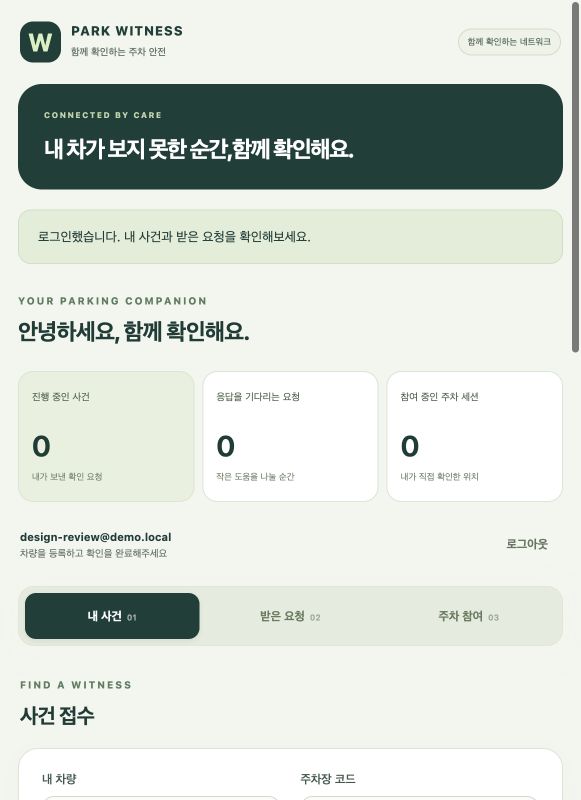 W
PARK WITNESS
함께 확인하는 주차 안전
함께 확인하는 네트워크
CONNECTED BY CARE
내 차가 보지 못한 순간,함께 확인해요.
로그인했습니다. 내 사건과 받은 요청을 확인해보세요.
YOUR PARKING COMPANION
안녕하세요, 함께 확인해요.
진행 중인 사건
0
내가 보낸 확인 요청
응답을 기다리는 요청
0
작은 도움을 나눌 순간
참여 중인 주차 세션
0
내가 직접 확인한 위치
design-review@demo.local
차량을 등록하고 확인을 완료해주세요
로그아웃
내 사건 01
받은 요청 02
주차 참여 03
FIND A WITNESS
사건 접수
내 차량
주차장 코드